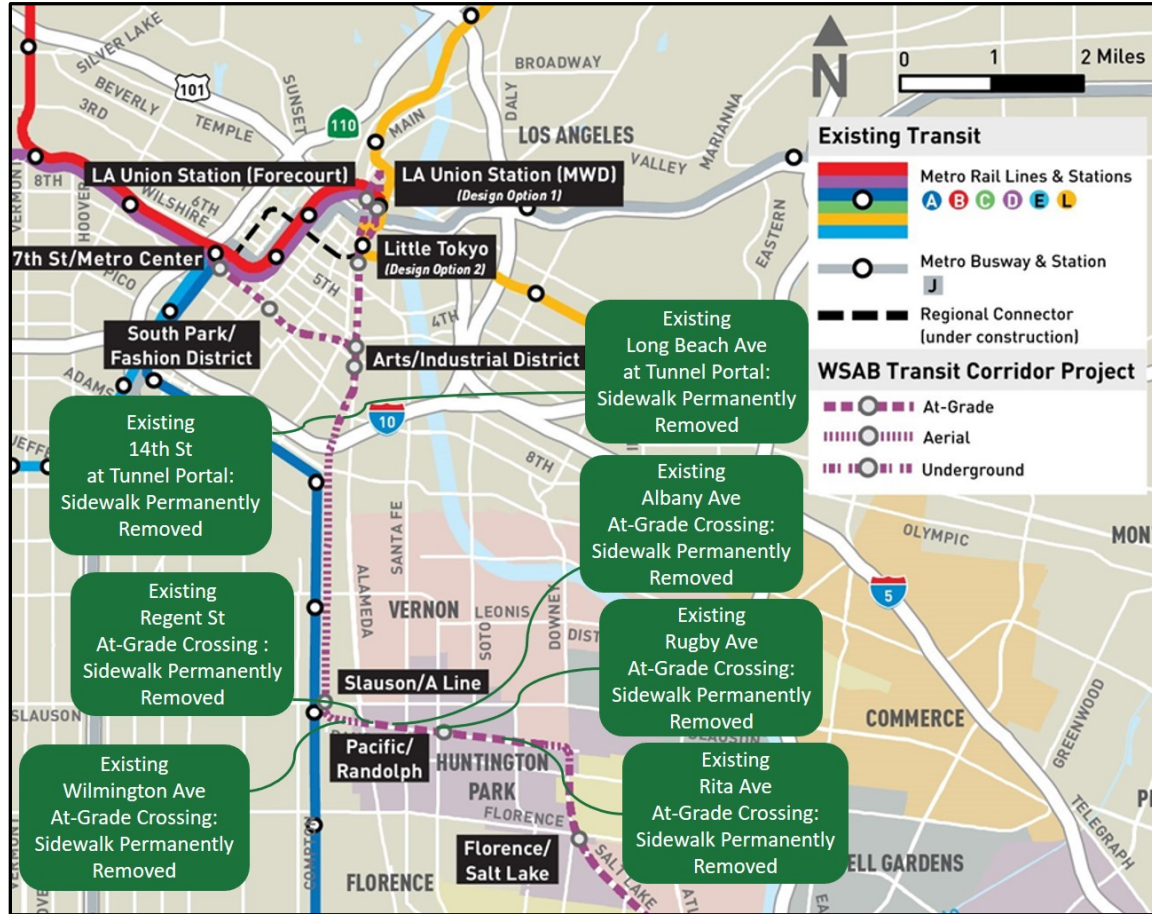 SILVER LAKE
BEVERLY
3RD
TEMPLE
101
SUNSET
110
MAIN
DALY
BROADWAY
LOS ANGELES
VALLEY
MARIANNA
N
0 1 2 Miles
Existing Transit
Metro Rail Lines & Stations
A B C D E L
Metro Busway & Station
J
Regional Connector
(under construction)
WSAB Transit Corridor Project
At-Grade
Aerial
Underground
VERMONT
8TH
HOOVER
WILSHIRE
6TH
PICO
5TH
4TH
EASTERN
LA Union Station (Forecourt)
LA Union Station (MWD)
(Design Option 1)
7th St/Metro Center
Little Tokyo
(Design Option 2)
South Park/
Fashion District
Arts/Industrial District
ADAMS
10
8TH
Existing
Long Beach Ave
at Tunnel Portal:
Sidewalk Permanently
Removed
Existing
14th St
at Tunnel Portal:
Sidewalk Permanently
Removed
Existing
Albany Ave
At-Grade Crossing:
Sidewalk Permanently
Removed
OLYMPIC
5
SANTA FE
ALAMEDA
VERNON
LEONIS
SOTO
DOWNEY
Existing
Regent St
At-Grade Crossing :
Sidewalk Permanently
Removed
Existing
Rugby Ave
At-Grade Crossing:
Sidewalk Permanently
Removed
Slauson/A Line
SLAUSON
SLAUSON
COMMERCE
GREENWOOD
Pacific/
Randolph
HUNTINGTON
PARK
Existing
Wilmington Ave
At-Grade Crossing:
Sidewalk Permanently
Removed
Existing
Rita Ave
At-Grade Crossing:
Sidewalk Permanently
Removed
FLORENCE
TELEGRAPH
VERMONT
COMPTON
Florence/
Salt Lake
SALT LAKE
FLORENCE
ELL GARDENS